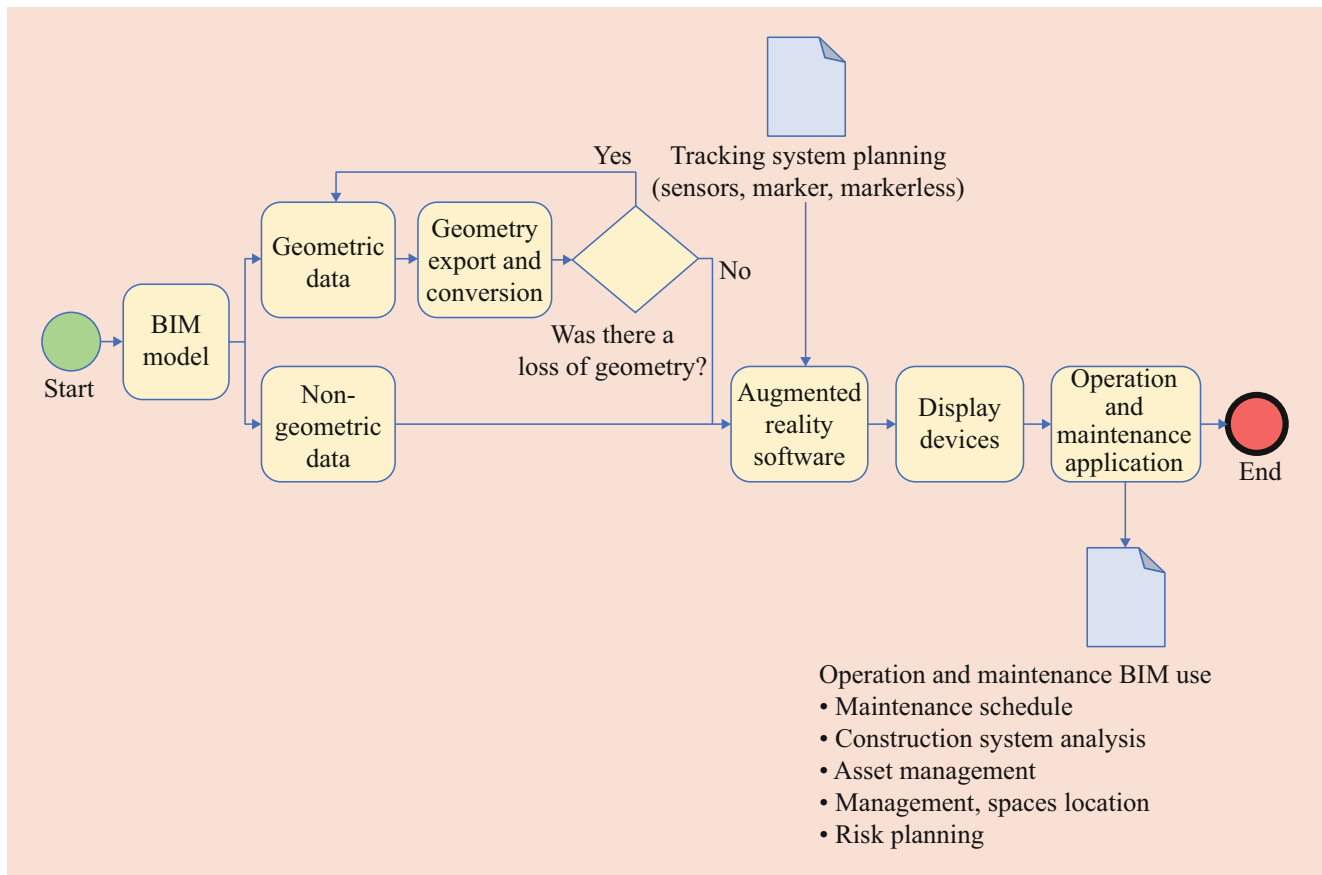 Yes
Tracking system planning
(sensors, marker, markerless)
Geometric
data
Geometry
export and
conversion
No
Was there a
loss of geometry?
BIM
model
Start
Non-
geometric
data
Augmented
reality
software
Display
devices
Operation
and
maintenance
application
End
Operation and maintenance BIM use
• Maintenance schedule
• Construction system analysis
• Asset management
• Management, spaces location
• Risk planning